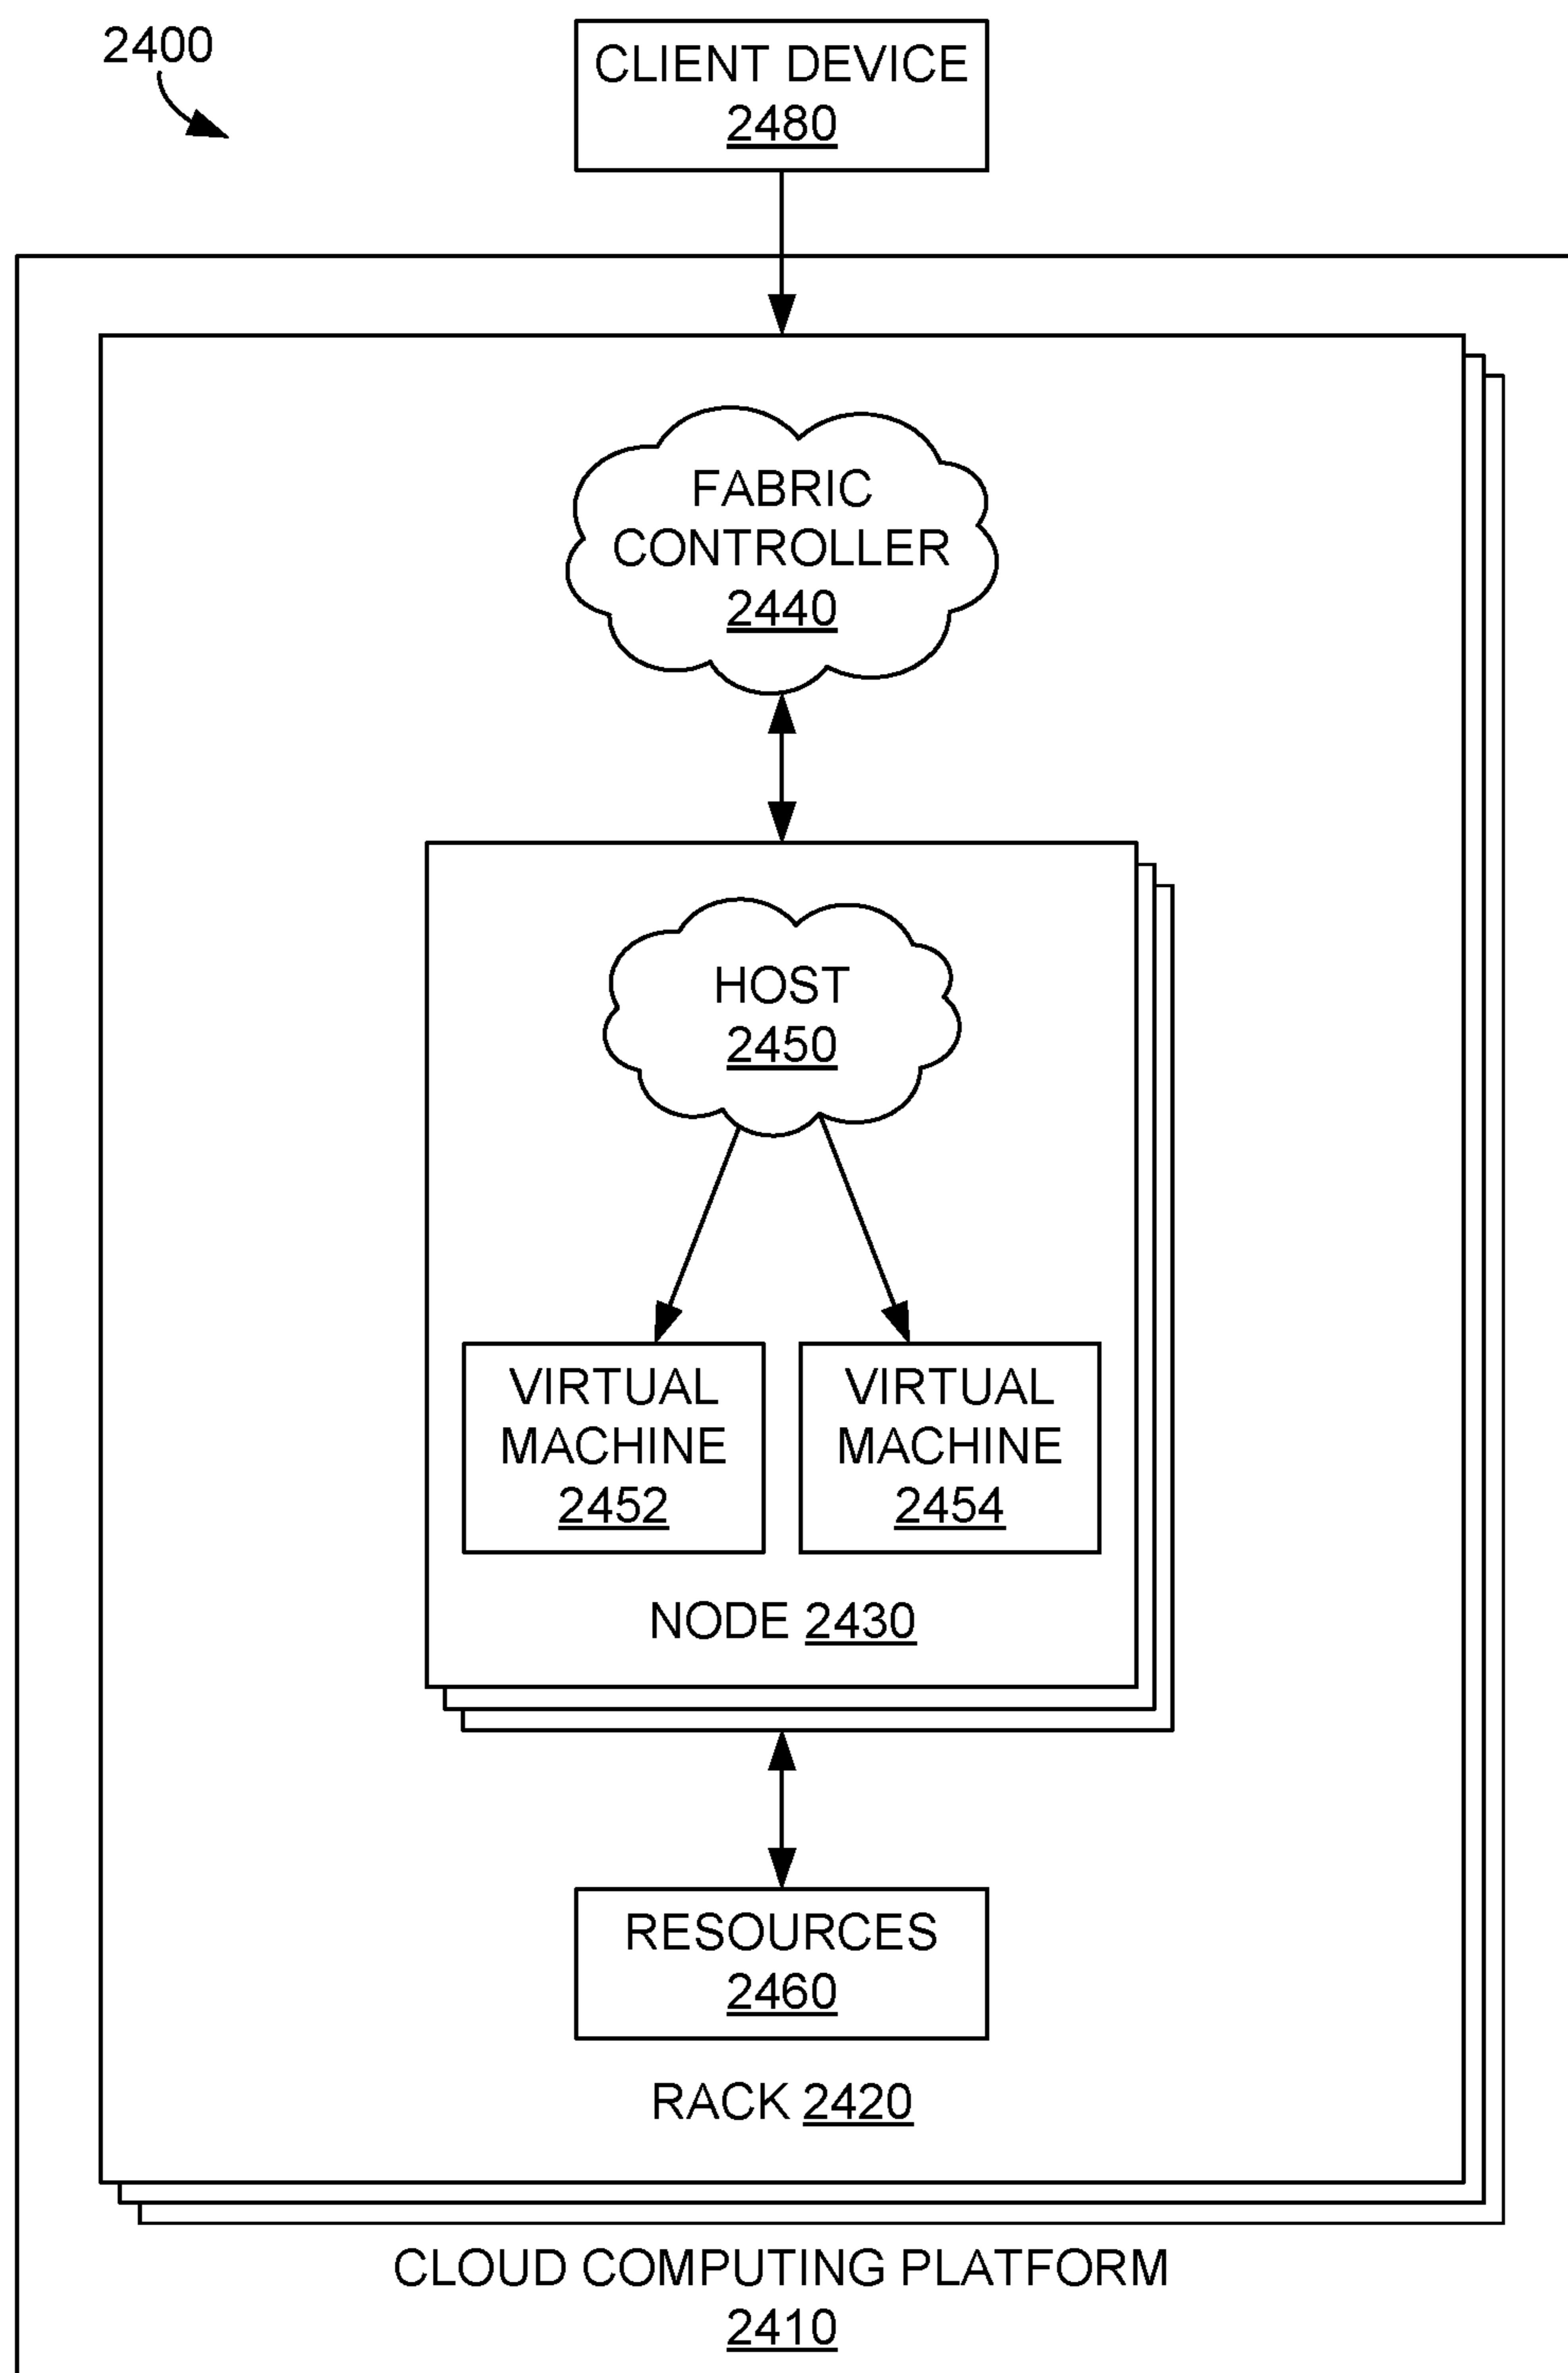 2400
CLIENT DEVICE
2480
FABRIC
CONTROLLER
2440
HOST
2450
VIRTUAL
MACHINE
2452
VIRTUAL
MACHINE
2454
NODE 2430
RESOURCES
2460
RACK 2420
CLOUD COMPUTING PLATFORM
2410